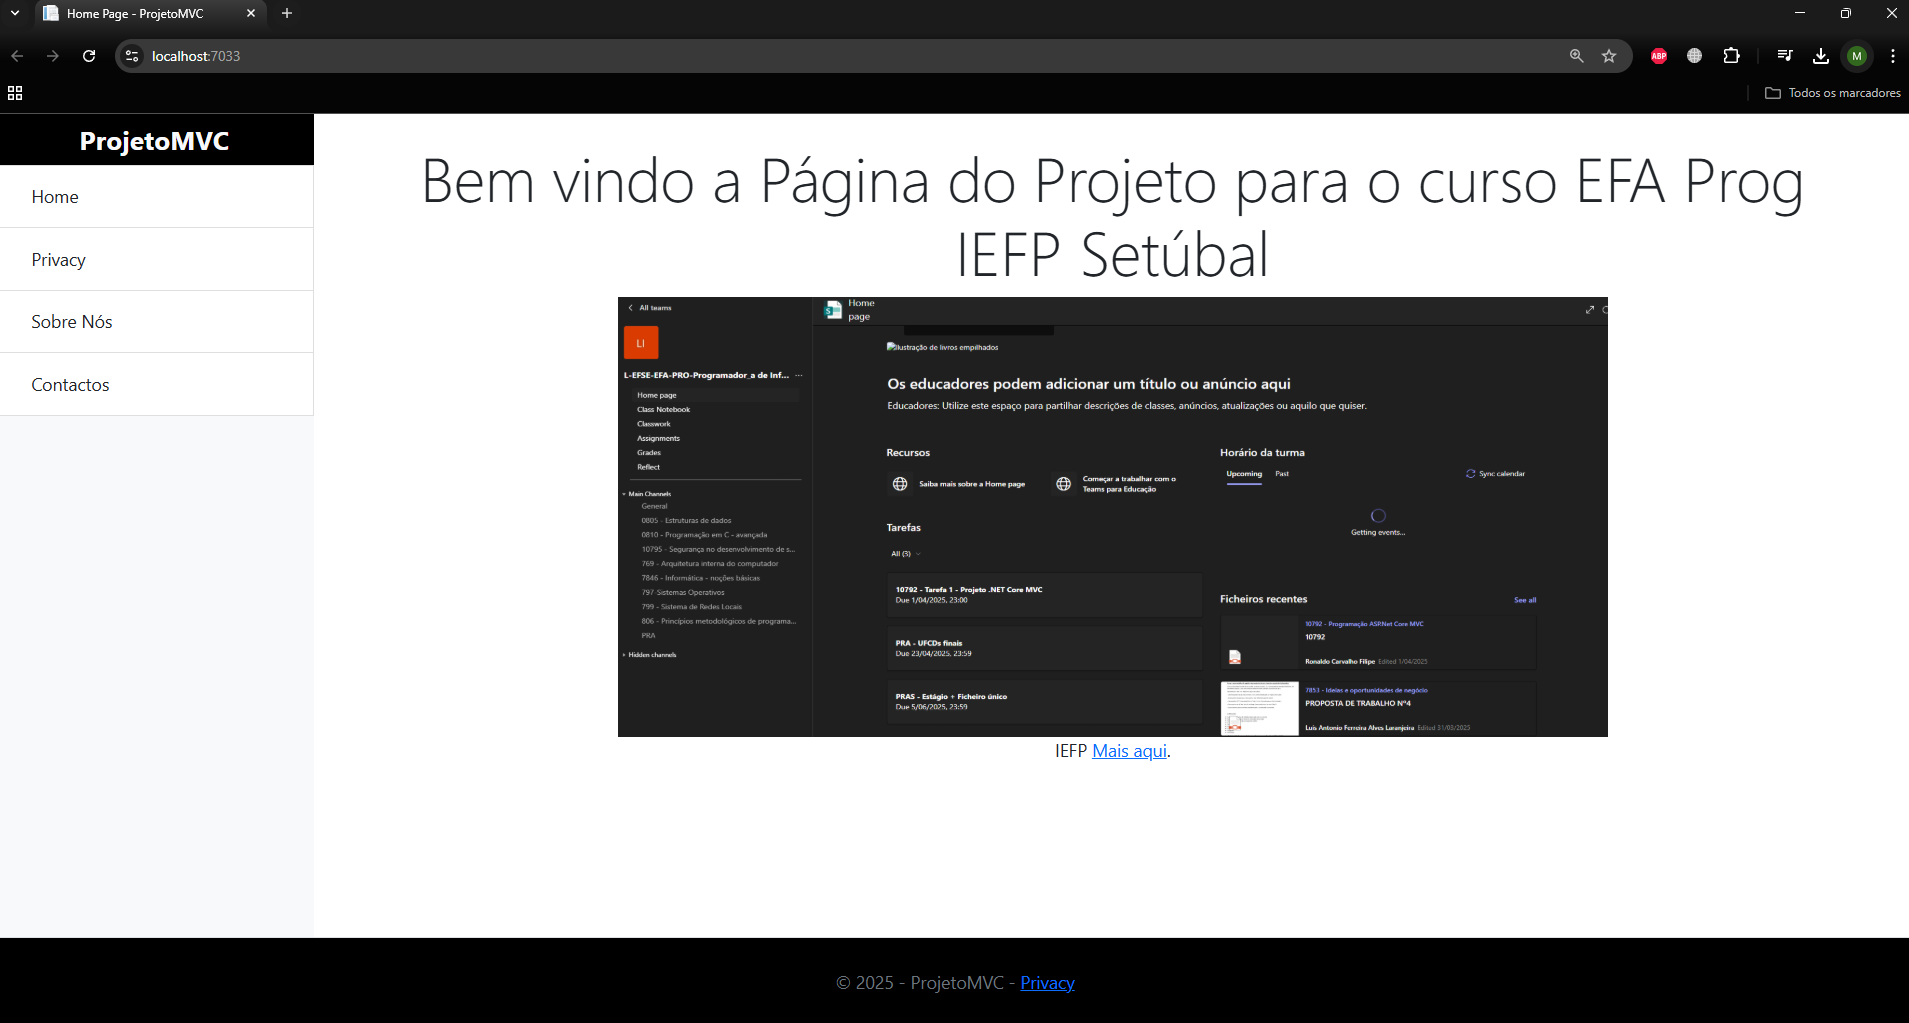 Home Page - ProjetoMVC
localhost:7033
ABP
M
Todos os marcadores
ProjetoMVC
Home
Privacy
Sobre Nós
Contactos
Bem vindo a Página do Projeto para o curso EFA Prog
IEFP Setúbal
All teams
LI
L-EFSE-EFA-PRO-Programador_a de Inf... ...
Home page
Class Notebook
Classwork
Assignments
Grades
Reflect
Main Channels
General
0805 - Estruturas de dados
0810 - Programação em C - avançada
10795 - Segurança no desenvolvimento de s...
769 - Arquitetura interna do computador
7846 - Informática - noções básicas
797-Sistemas Operativos
799 - Sistema de Redes Locais
806 - Princípios metodológicos de programa...
PRA
Hidden channels
Home
page
Ilustração de livros empilhados
Os educadores podem adicionar um título ou anúncio aqui
Educadores: Utilize este espaço para partilhar descrições de classes, anúncios, atualizações ou aquilo que quiser.
Recursos
Saiba mais sobre a Home page
Começar a trabalhar com o
Teams para Educação
Tarefas
All (3)
10792 - Tarefa 1 - Projeto .NET Core MVC
Due 1/04/2025, 23:00
PRA - UFCDs finais
Due 23/04/2025, 23:59
PRAS - Estágio + Ficheiro único
Due 5/06/2025, 23:59
Horário da turma
Upcoming Past
Sync calendar
Getting events...
Ficheiros recentes
See all
10792 - Programação ASP.Net Core MVC
10792
Ronaldo Carvalho Filipe Edited 1/04/2025
7853 - Ideias e oportunidades de negócio
PROPOSTA DE TRABALHO Nº4
Luis Antonio Ferreira Alves Laranjeira Edited 31/03/2025
IEFP Mais aqui.
© 2025 - ProjetoMVC - Privacy